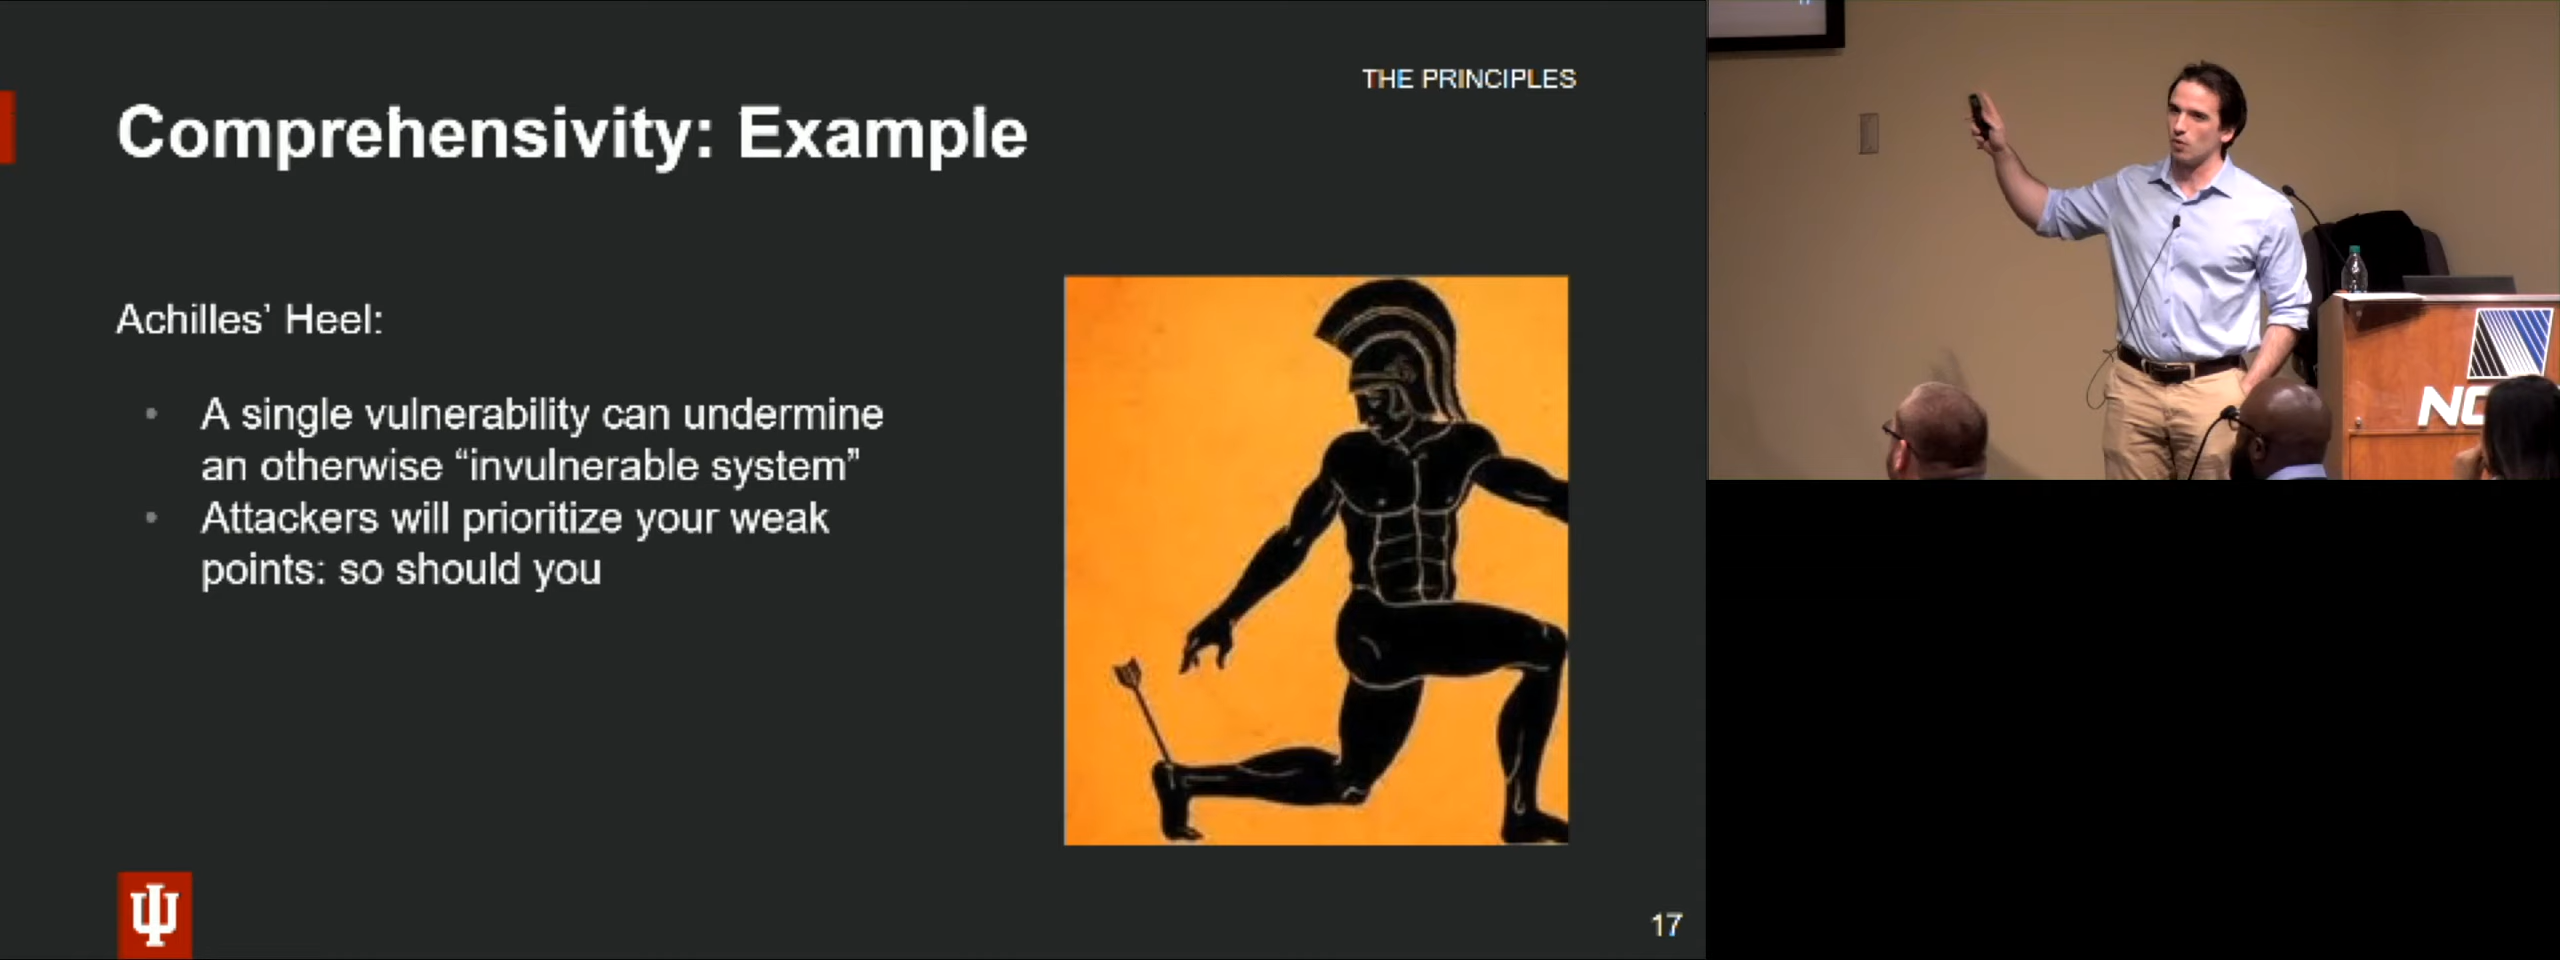 THE PRINCIPLES
Comprehensivity: Example
Achilles’ Heel:
• A single vulnerability can undermine
an otherwise “invulnerable system”
• Attackers will prioritize your weak
points: so should you
17